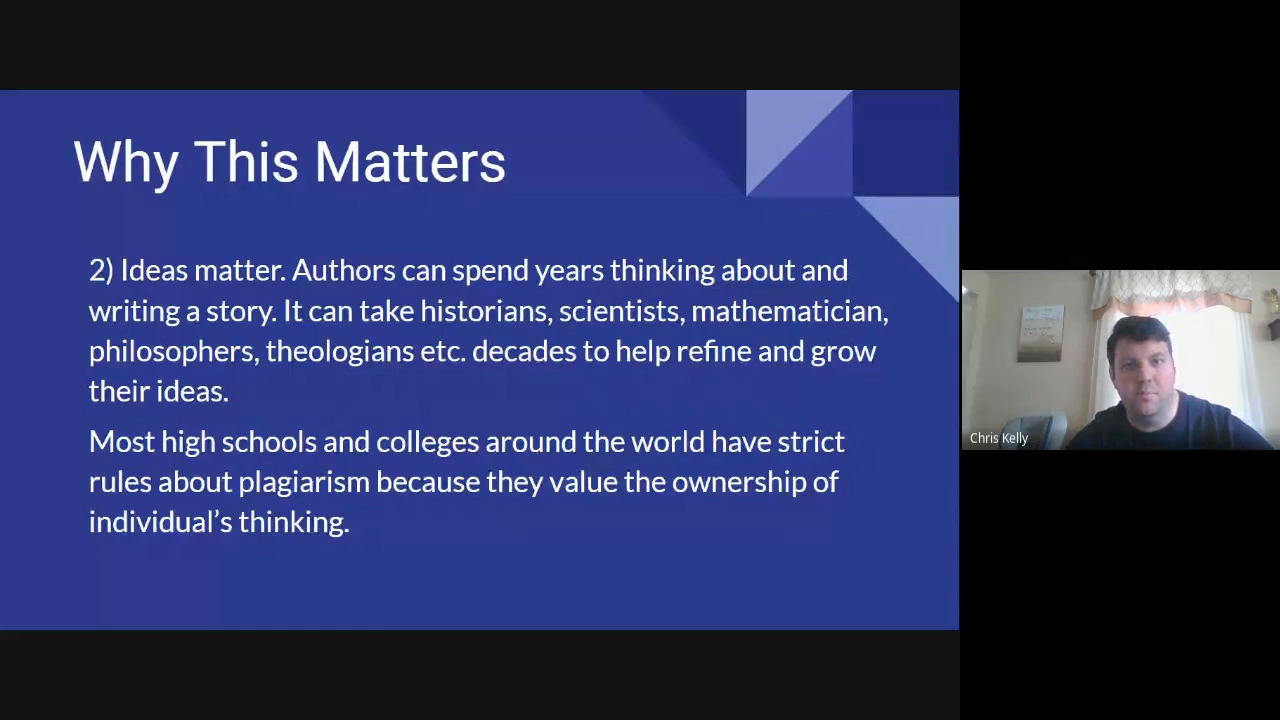 Why This Matters
2) Ideas matter. Authors can spend years thinking about and
writing a story. It can take historians, scientists, mathematician,
philosophers, theologians etc. decades to help refine and grow
their ideas.
Most high schools and colleges around the world have strict
rules about plagiarism because they value the ownership of
individual’s thinking.
Chris Kelly